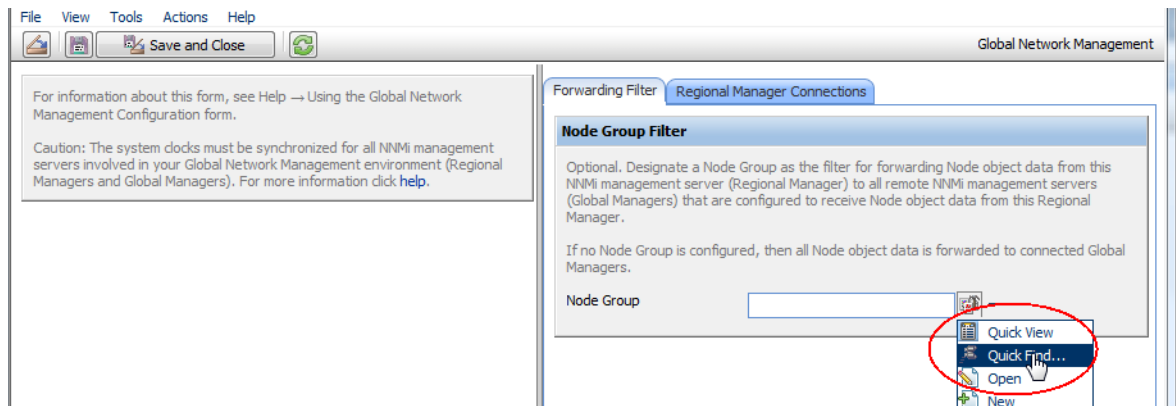 File View Tools Actions Help
Save and Close
Global Network Management
For information about this form, see Help → Using the Global Network
Management Configuration form.
Caution: The system clocks must be synchronized for all NNMi management
servers involved in your Global Network Management environment (Regional
Managers and Global Managers). For more information click help.
Forwarding Filter Regional Manager Connections
Node Group Filter
Optional. Designate a Node Group as the filter for forwarding Node object data from this
NNMi management server (Regional Manager) to all remote NNMi management servers
(Global Managers) that are configured to receive Node object data from this Regional
Manager.
If no Node Group is configured, then all Node object data is forwarded to connected Global
Managers.
Node Group
Quick View
Quick Find...
Open
New